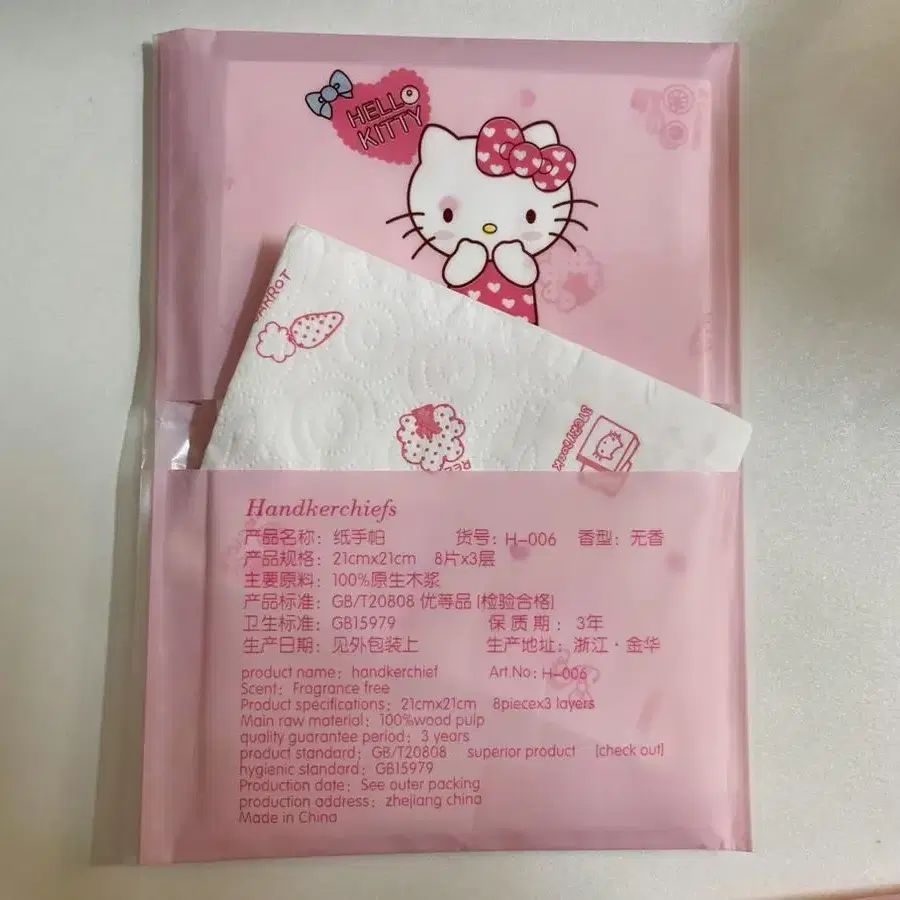 HELLO
KITTY
CARROT
STORYBOOK
Handkerchiefs
产品名称：纸手帕 货号：H-006 香型：无香
产品规格：21cmx21cm 8片x3层
主要原料：100%原生木浆
产品标准：GB/T20808 优等品 [检验合格]
卫生标准：GB15979 保质期：3年
生产日期：见外包装上 生产地址：浙江·金华
product name：handkerchief Art.No：H-006
Scent：Fragrance free
Product specifications：21cmx21cm 8piecex3 layers
Main raw material：100%wood pulp
quality guarantee period：3 years
product standard：GB/T20808 superior product [check out]
hygienic standard：GB15979
Production date：See outer packing
production address：zhejiang china
Made in China